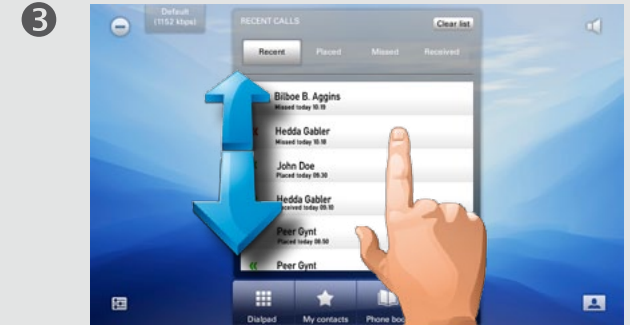 3
Default
(1152 kbps)
RECENT CALLS
Clear list
Recent Placed Missed Received
Bilboe B. Aggins
Missed today 10:19
Hedda Gabler
Missed today 10:18
John Doe
Placed today 09:30
Hedda Gabler
Received today 09:10
Peer Gynt
Placed today 08:50
Peer Gynt
Dialpad My contacts Phone boo